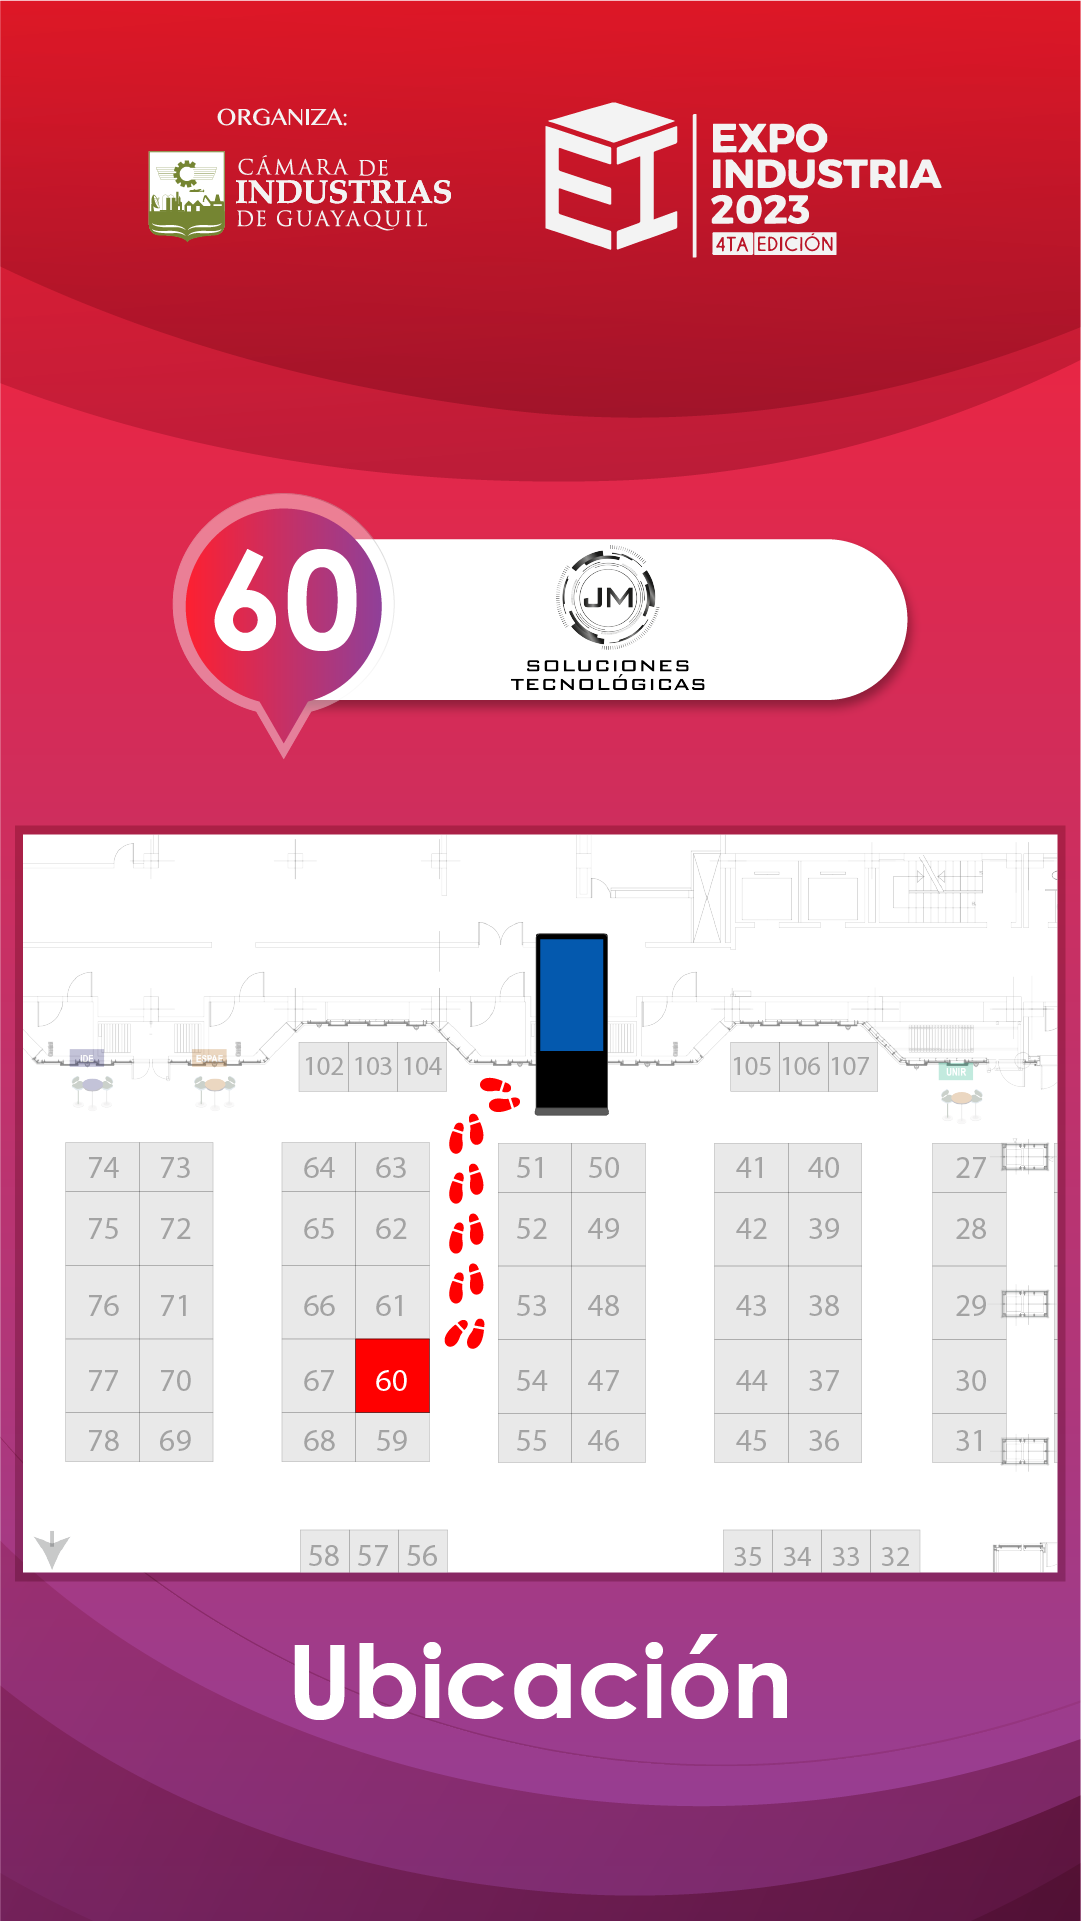 ORGANIZA:
CÁMARA DE
INDUSTRIAS
DE GUAYAQUIL
EXPO
INDUSTRIA
2023
4TA EDICIÓN
60
JM
SOLUCIONES
TECNOLÓGICAS
IDE
ESPAE
UNIR
102 103 104
105 106 107
74 73 64 63 51 50 41 40 27
75 72 65 62 52 49 42 39 28
76 71 66 61 53 48 43 38 29
77 70 67 60 54 47 44 37 30
78 69 68 59 55 46 45 36 31
58 57 56 35 34 33 32
Ubicación